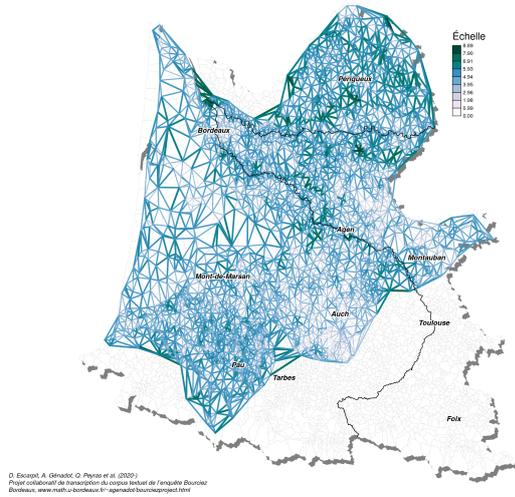 Échelle
8.89
7.90
6.91
5.93
4.94
3.95
2.96
1.98
0.99
0.00
Périgueux
Bordeaux
Agen
Montauban
Mont-de-Marsan
Auch
Toulouse
Pau
Tarbes
Foix
D. Escarpit, A. Génadot, Q. Peyras et al. (2020-)
Projet collaboratif de transcription du corpus textuel de l'enquête Bourciez
Bordeaux, www.math.u-bordeaux.fr/~agenadot/bourciezproject.html